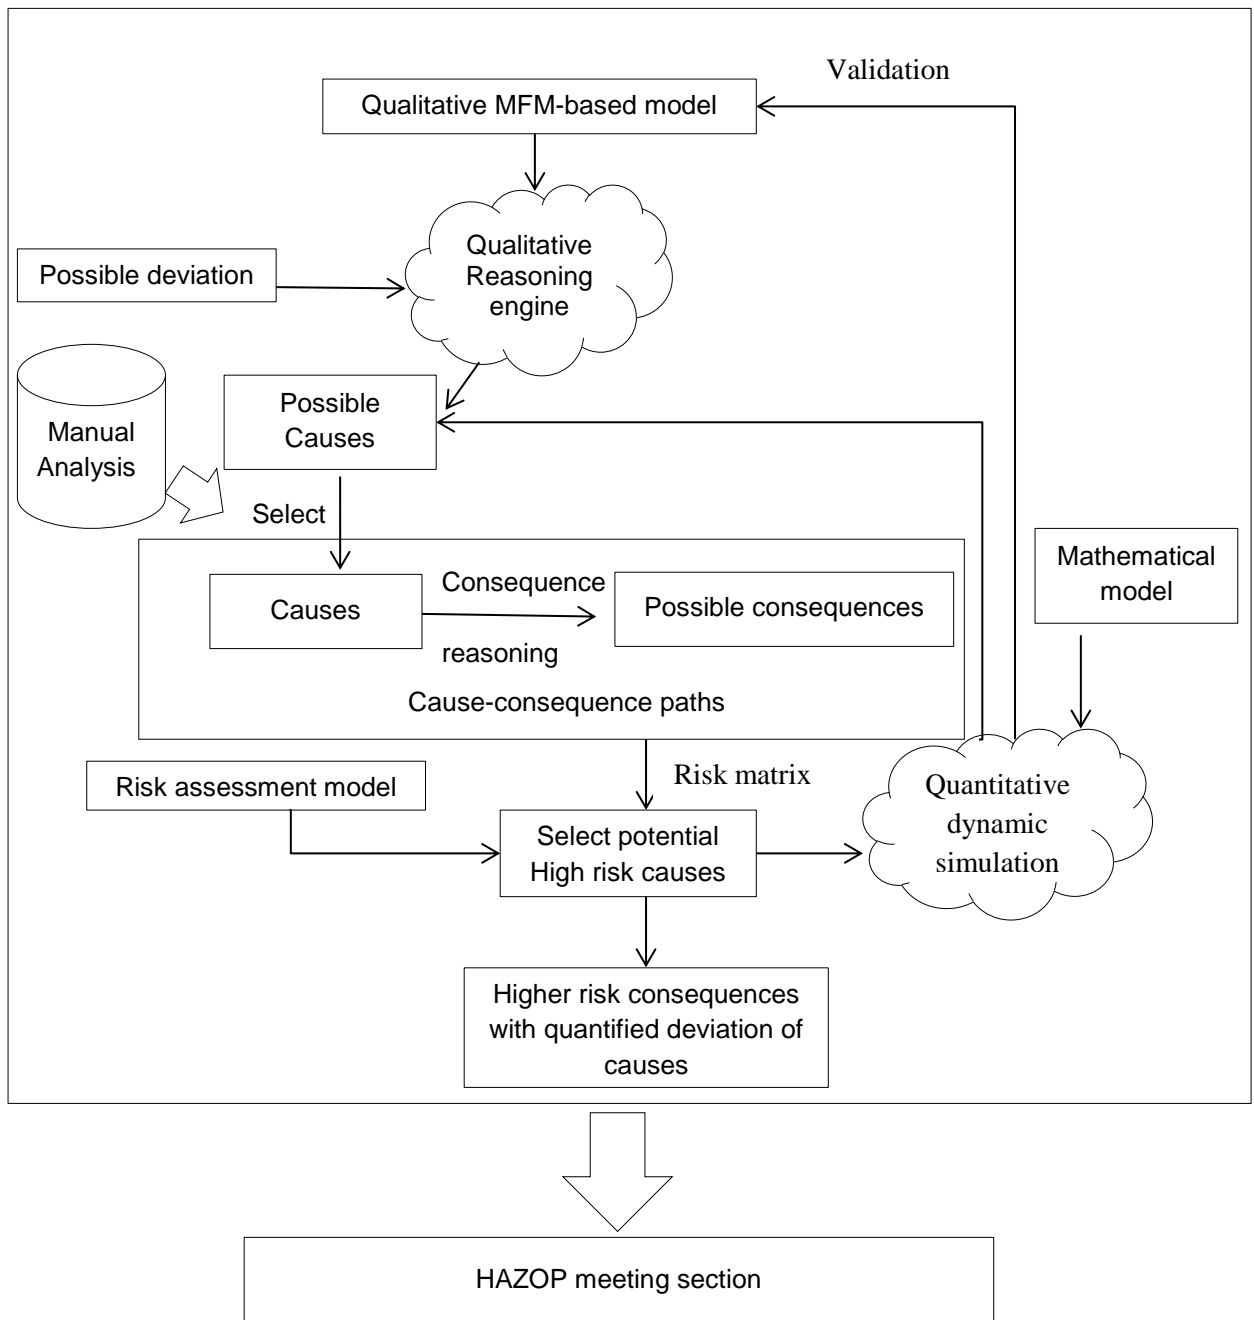 Validation
Qualitative MFM-based model
Qualitative
Reasoning
engine
Possible deviation
Manual
Analysis
Possible
Causes
Select
Mathematical
model
Causes
Consequence
reasoning
Possible consequences
Cause-consequence paths
Risk assessment model
Risk matrix
Quantitative
dynamic
simulation
Select potential
High risk causes
Higher risk consequences
with quantified deviation of
causes
HAZOP meeting section